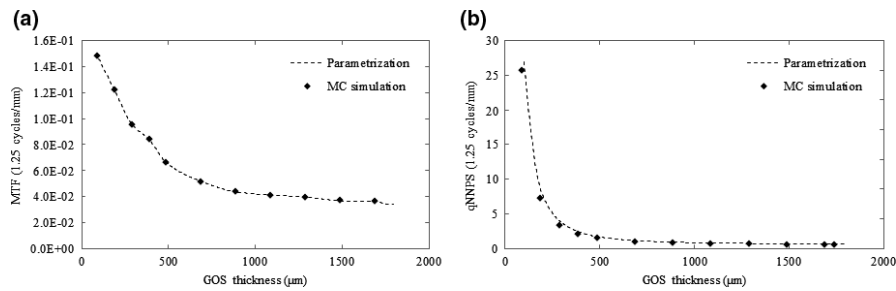 (a)
1.6E-01
1.4E-01
1.2E-01
1.0E-01
8.0E-02
6.0E-02
4.0E-02
2.0E-02
0.0E+00
MTF (1.25 cycles/mm)
0
500
1000
1500
2000
GOS thickness (μm)
Parametrization
MC simulation
(b)
30
25
20
15
10
5
0
qNNPS (1.25 cycles/mm)
0
500
1000
1500
2000
GOS thickness (μm)
Parametrization
MC simulation